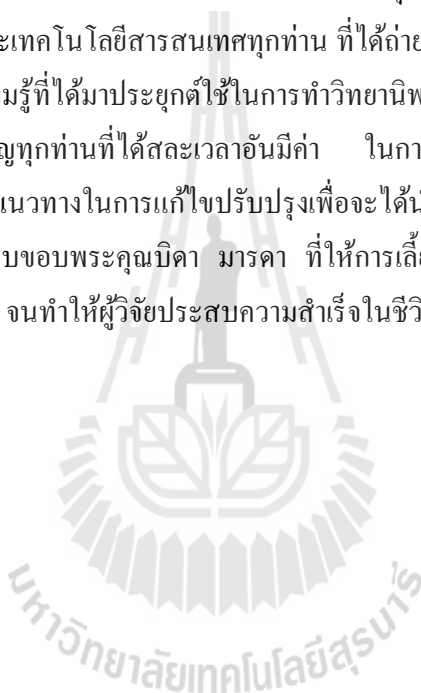 ะเทคโนโลยีสารสนเทศทุกท่าน ที่ได้ถ่าย
มรู้ที่ได้มาประยุกต์ใช้ในการทำวิทยานิพ
ญทุกท่านที่ได้สละเวลาอันมีค่า ในกา
แนวทางในการแก้ไขปรับปรุงเพื่อจะได้นํ
บขอบพระคุณบิดา มารดา ที่ให้การเลี้
จนทำให้ผู้วิจัยประสบความสำเร็จในชีวิ
มหาวิทยาลัยเทคโนโลยีสุรนารี